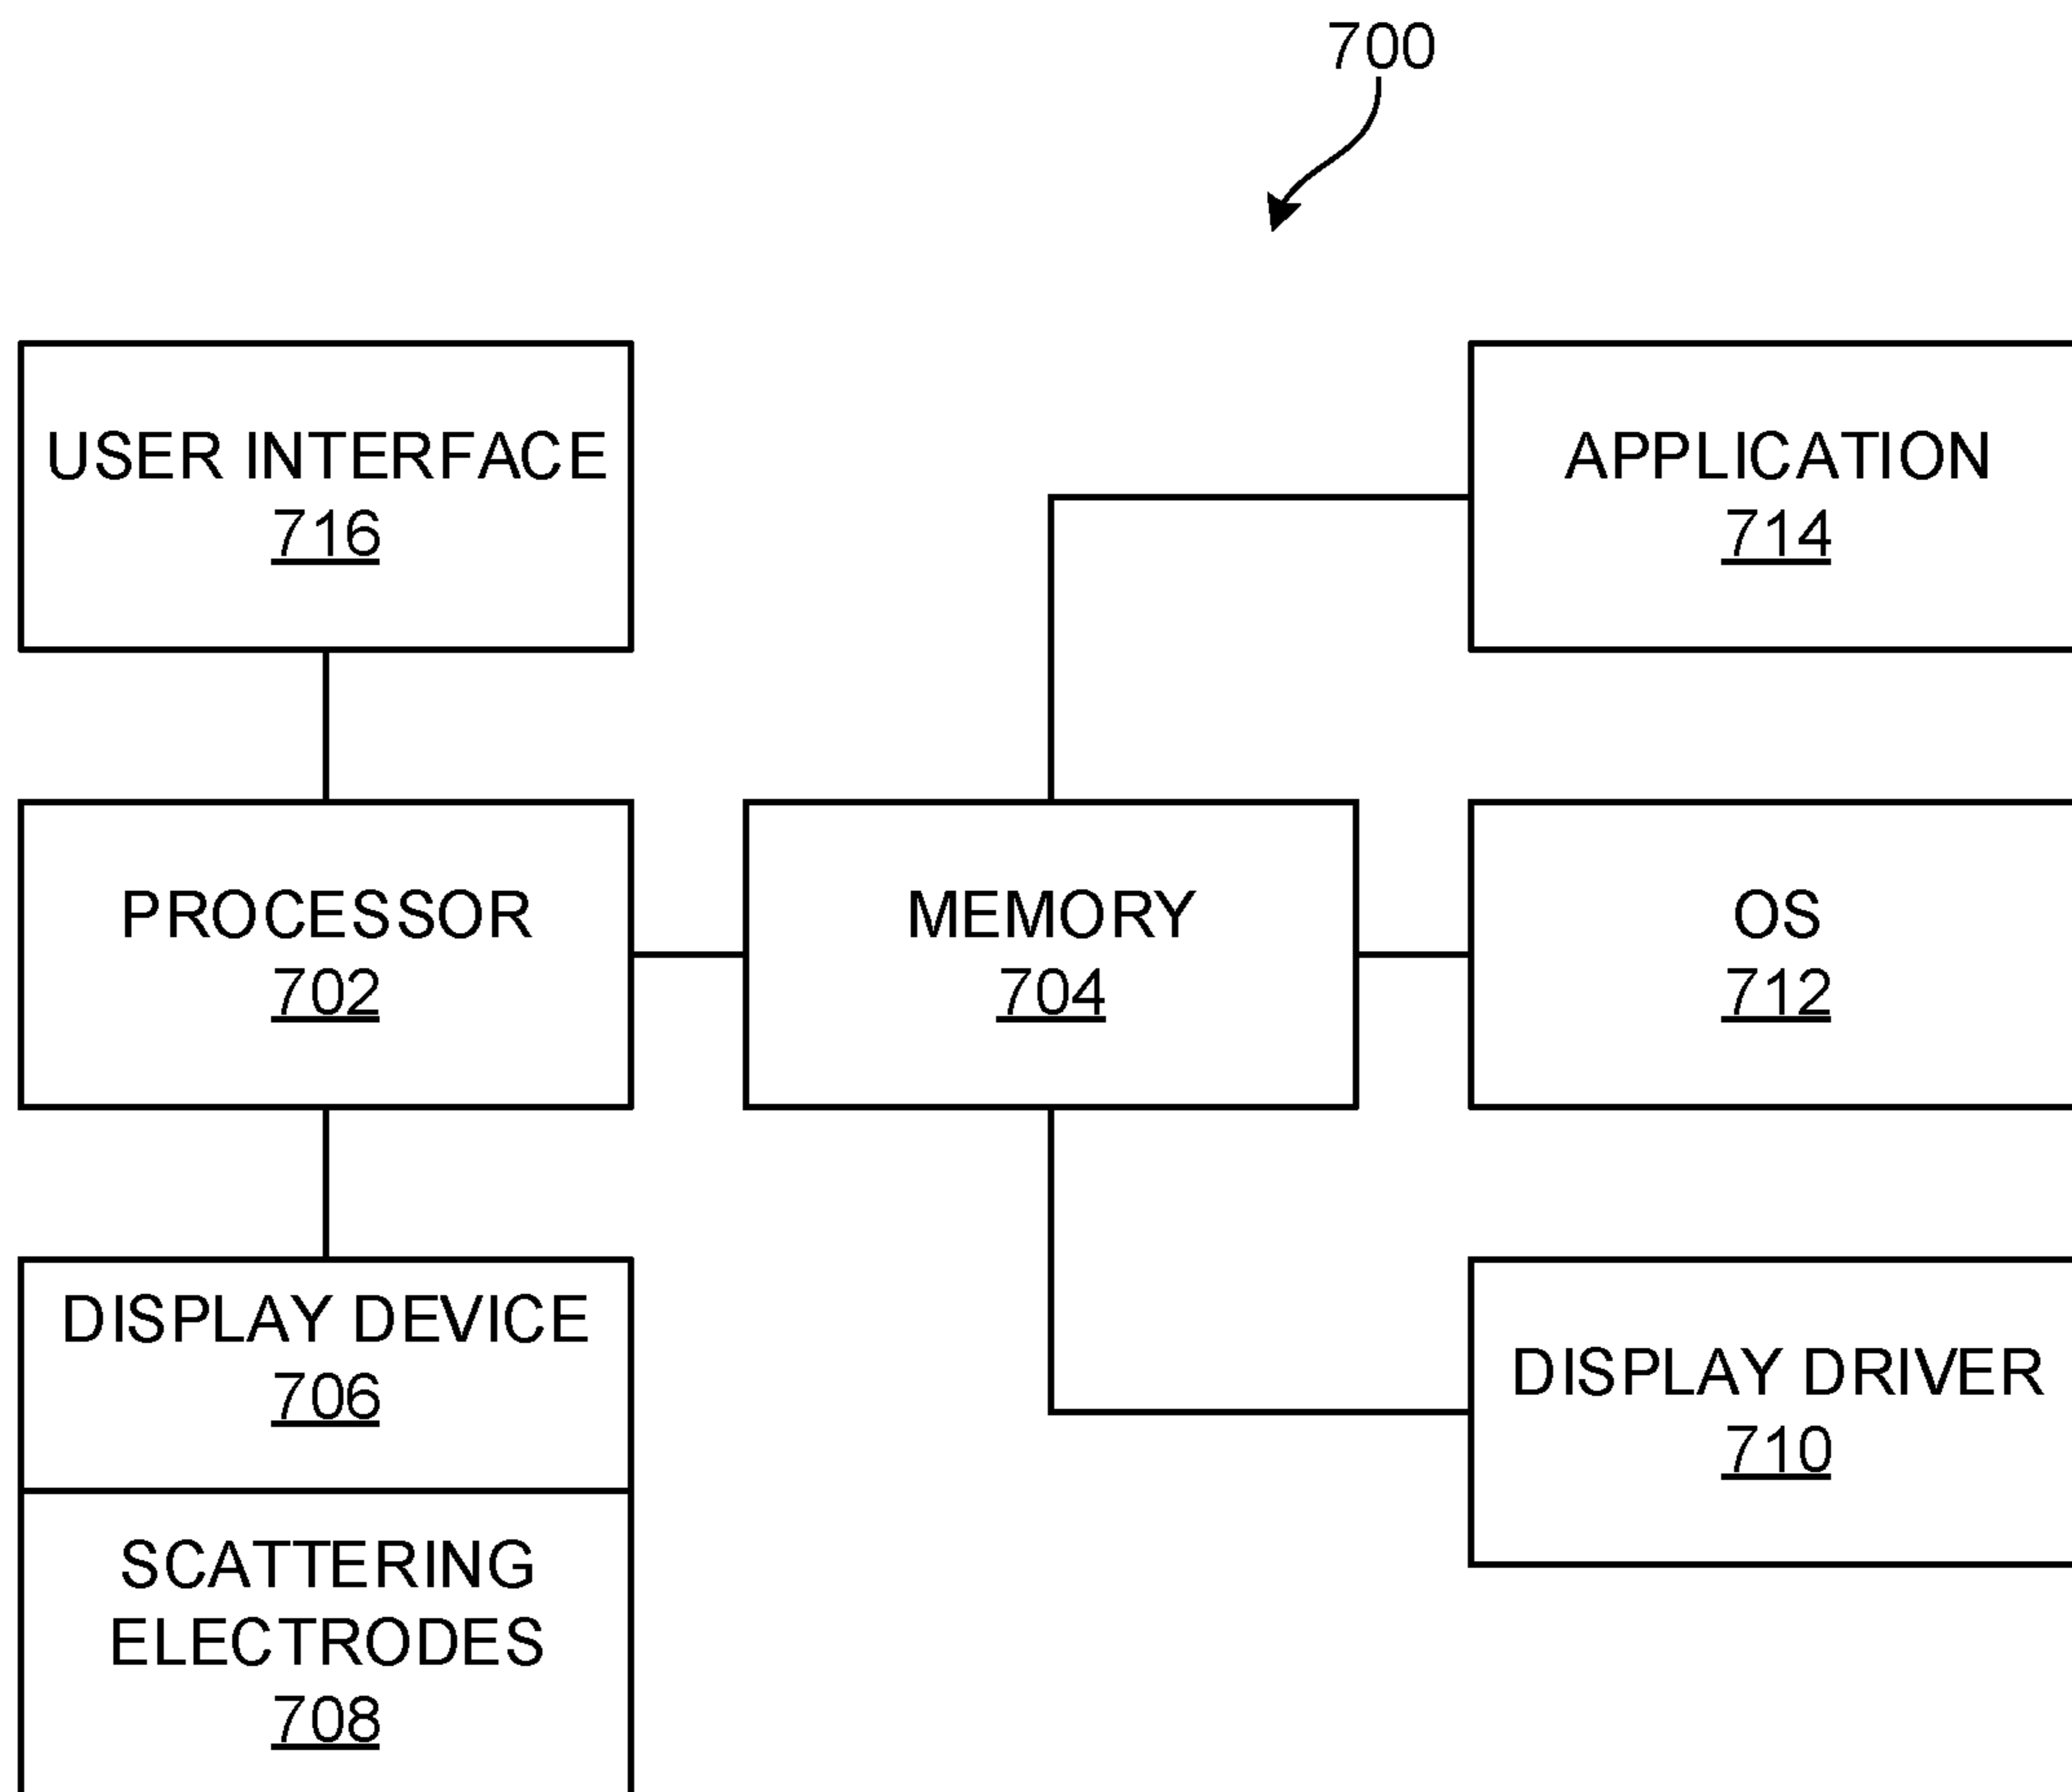 700
USER INTERFACE
716
APPLICATION
714
PROCESSOR
702
MEMORY
704
OS
712
DISPLAY DEVICE
706
DISPLAY DRIVER
710
SCATTERING
ELECTRODES
708